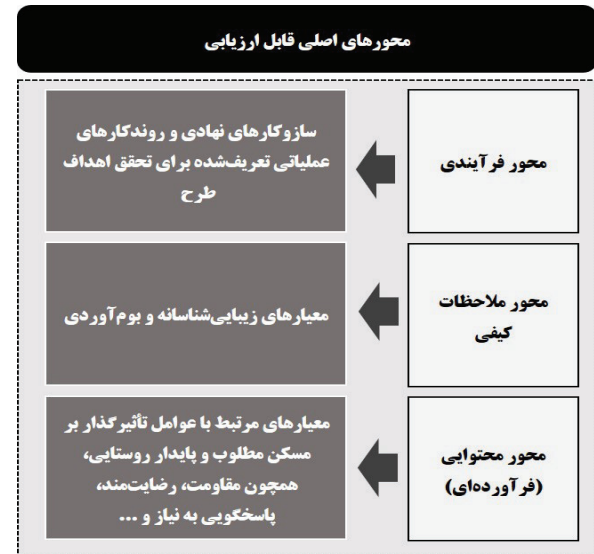 محورهای اصلی قابل ارزیابی
محور فرآیندی
سازوکارهای نهادی و روندکارهای
عملیاتی تعریف‌شده برای تحقق اهداف
طرح
محور ملاحظات
کیفی
معیارهای زیبایی‌شناسانه و بوم‌آوردی
محور محتوایی
(فرآورده‌ای)
معیارهای مرتبط با عوامل تأثیرگذار بر
مسکن مطلوب و پایدار روستایی،
همچون مقاومت، رضایت‌مند،
پاسخگویی به نیاز و ...